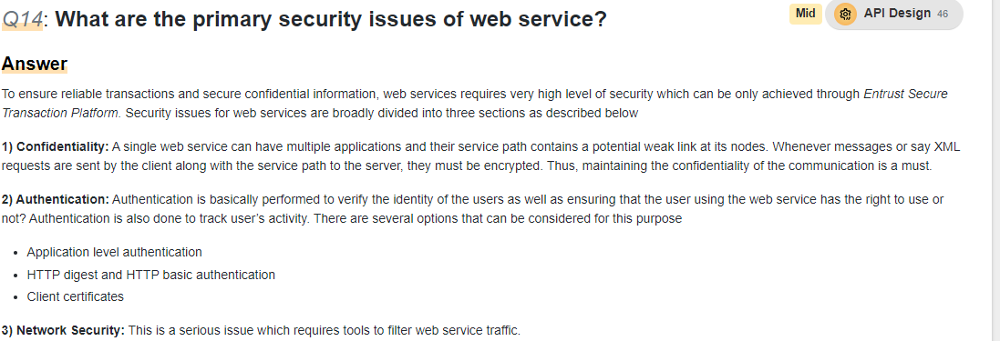 Q14: What are the primary security issues of web service?
Mid
API Design 46
Answer
To ensure reliable transactions and secure confidential information, web services requires very high level of security which can be only achieved through Entrust Secure
Transaction Platform. Security issues for web services are broadly divided into three sections as described below
1) Confidentiality: A single web service can have multiple applications and their service path contains a potential weak link at its nodes. Whenever messages or say XML
requests are sent by the client along with the service path to the server, they must be encrypted. Thus, maintaining the confidentiality of the communication is a must.
2) Authentication: Authentication is basically performed to verify the identity of the users as well as ensuring that the user using the web service has the right to use or
not? Authentication is also done to track user's activity. There are several options that can be considered for this purpose
• Application level authentication
• HTTP digest and HTTP basic authentication
• Client certificates
3) Network Security: This is a serious issue which requires tools to filter web service traffic.